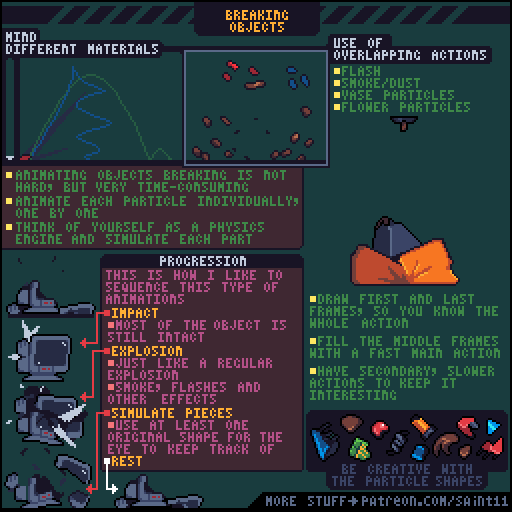 BREAKING
OBJECTS
MIND
DIFFERENT MATERIALS
USE OF
OVERLAPPING ACTIONS
FLASH
SMOKE/DUST
VASE PARTICLES
FLOWER PARTICLES
ANIMATING OBJECTS BREAKING IS NOT
HARD, BUT VERY TIME-CONSUMING
ANIMATE EACH PARTICLE INDIVIDUALLY,
ONE BY ONE
THINK OF YOURSELF AS A PHYSICS
ENGINE AND SIMULATE EACH PART
PROGRESSION
THIS IS HOW I LIKE TO
SEQUENCE THIS TYPE OF
ANIMATIONS
IMPACT
MOST OF THE OBJECT IS
STILL INTACT
EXPLOSION
JUST LIKE A REGULAR
EXPLOSION
SMOKE, FLASHES AND
OTHER EFFECTS
SIMULATE PIECES
USE AT LEAST ONE
ORIGINAL SHAPE FOR THE
EYE TO KEEP TRACK OF
REST
DRAW FIRST AND LAST
FRAMES, SO YOU KNOW THE
WHOLE ACTION
FILL THE MIDDLE FRAMES
WITH A FAST MAIN ACTION
HAVE SECONDARY, SLOWER
ACTIONS TO KEEP IT
INTERESTING
BE CREATIVE WITH
THE PARTICLE SHAPES
MORE STUFF→PATREON.COM/SAINT11